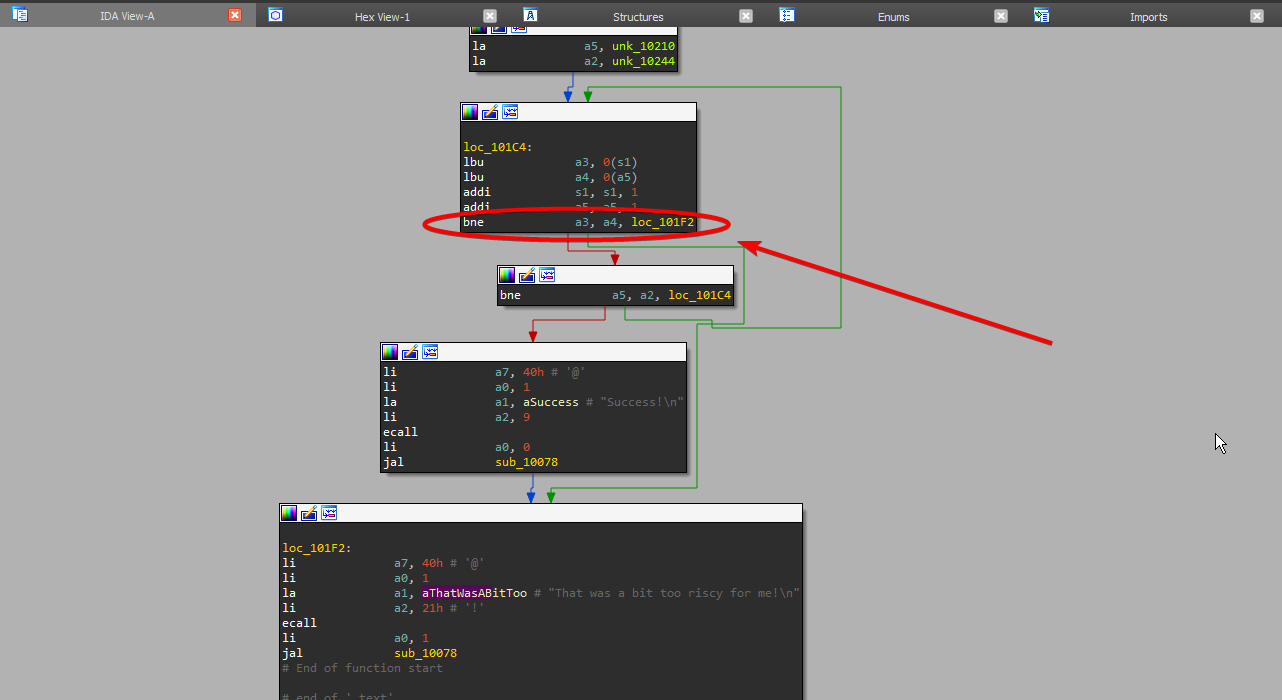 IDA View-A Hex View-1 Structures Enums Imports
la a5, unk_10210
la a2, unk_10244
loc_101C4:
lbu a3, 0(s1)
lbu a4, 0(a5)
addi s1, s1, 1
addi a5, a5, 1
bne a3, a4, loc_101F2
bne a5, a2, loc_101C4
li a7, 40h # '@'
li a0, 1
la a1, aSuccess # "Success!\n"
li a2, 9
ecall
li a0, 0
jal sub_10078
loc_101F2:
li a7, 40h # '@'
li a0, 1
la a1, aThatWasABitToo # "That was a bit too riscy for me!\n"
li a2, 21h # '!'
ecall
li a0, 1
jal sub_10078
# End of function start
# end of '.text'